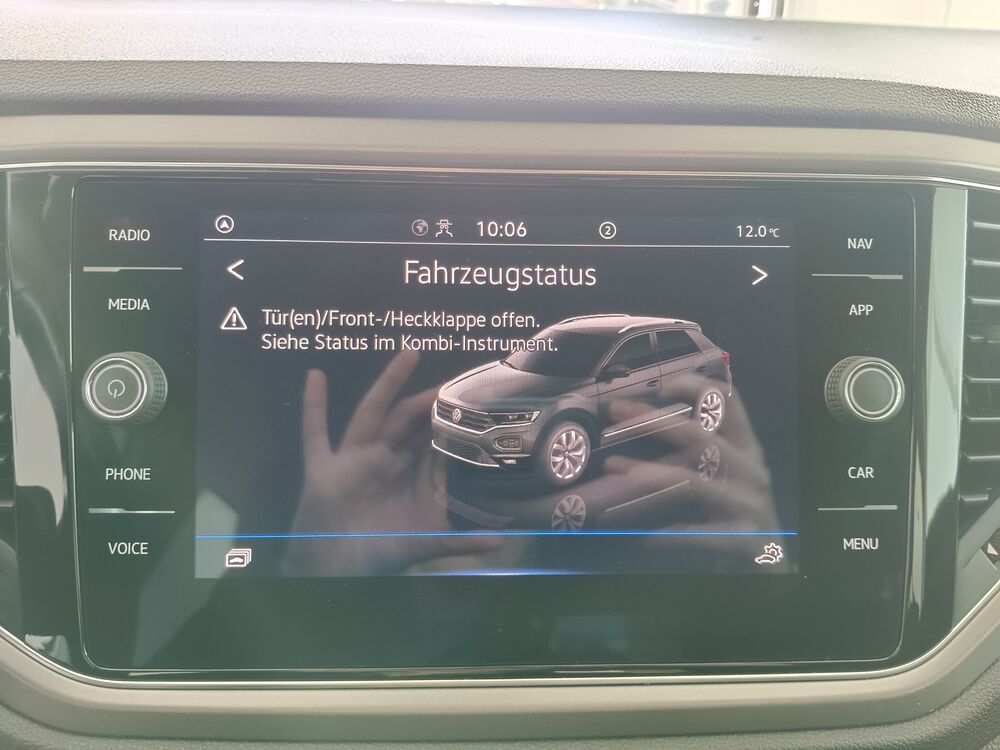 RADIO
MEDIA
PHONE
VOICE
10:06
2
12.0 °C
< Fahrzeugstatus >
Tür(en)/Front-/Heckklappe offen.
Siehe Status im Kombi-Instrument.
NAV
APP
CAR
MENU